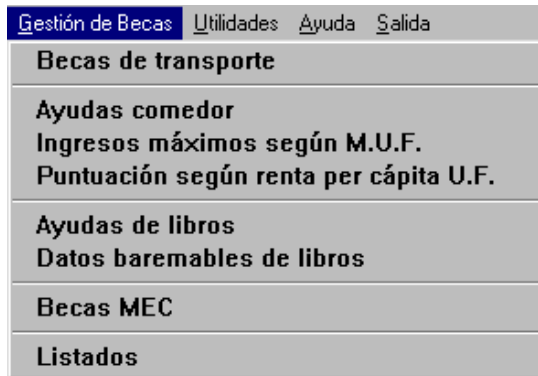 Gestión de Becas Utilidades Ayuda Salida
Becas de transporte
Ayudas comedor
Ingresos máximos según M.U.F.
Puntuación según renta per cápita U.F.
Ayudas de libros
Datos baremables de libros
Becas MEC
Listados